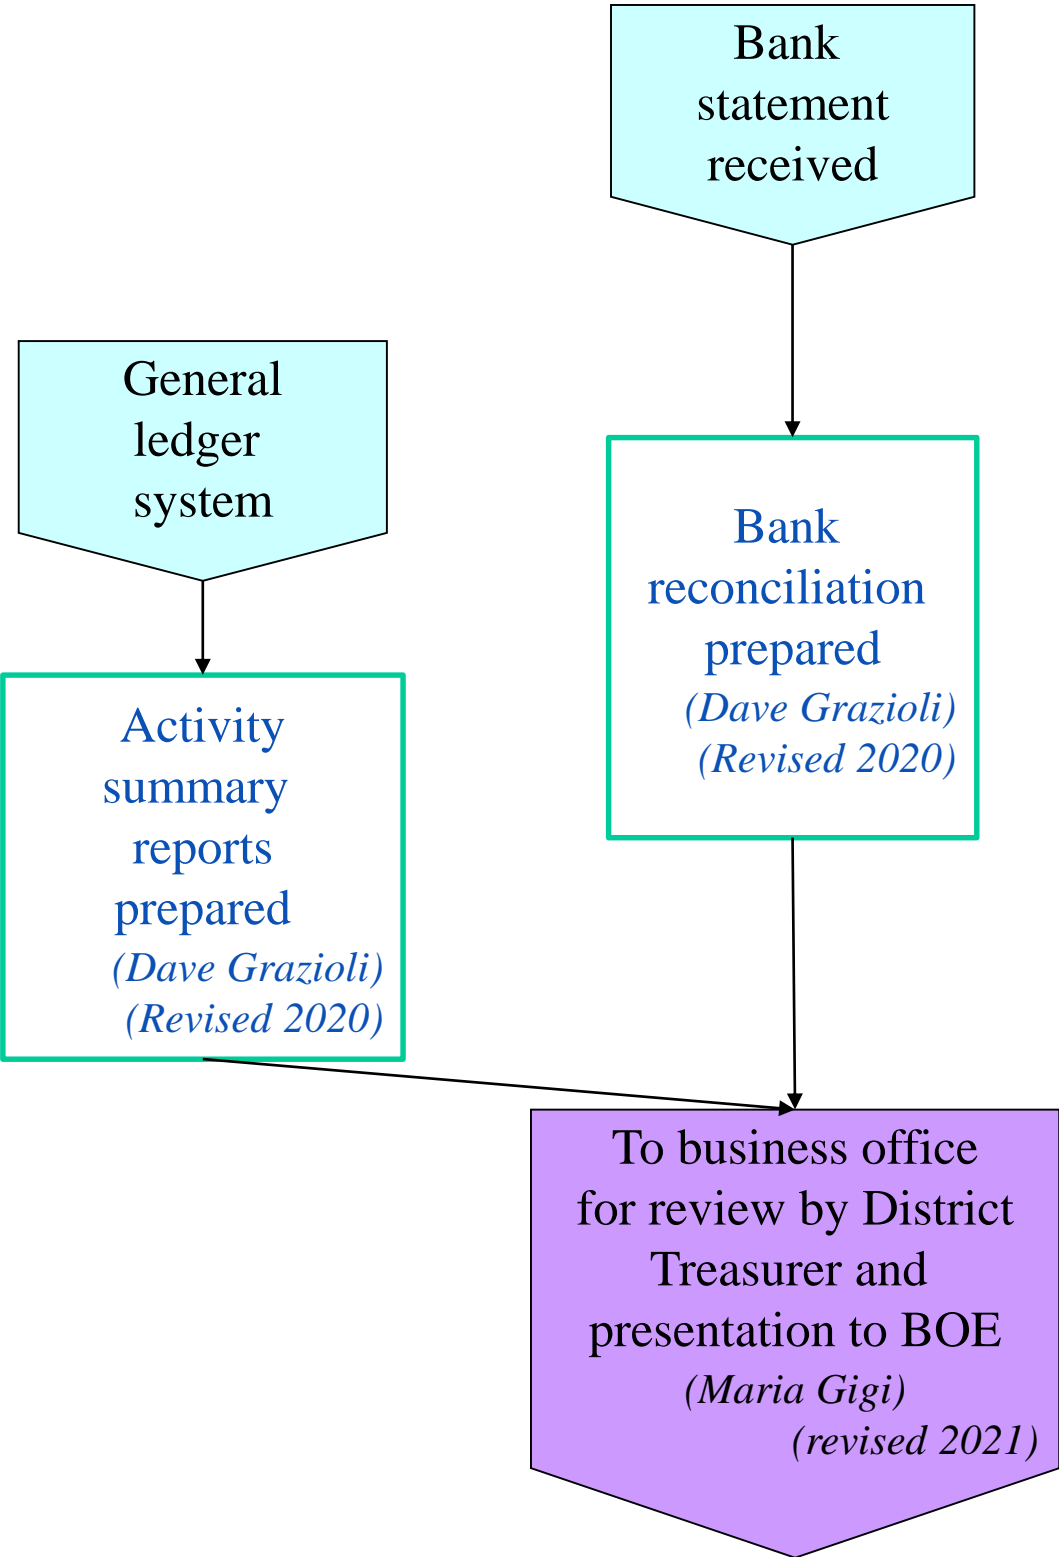 Bank
statement
received
General
ledger
system
Bank
reconciliation
prepared
(Dave Grazioli)
(Revised 2020)
Activity
summary
reports
prepared
(Dave Grazioli)
(Revised 2020)
To business office
for review by District
Treasurer and
presentation to BOE
(Maria Gigi)
(revised 2021)